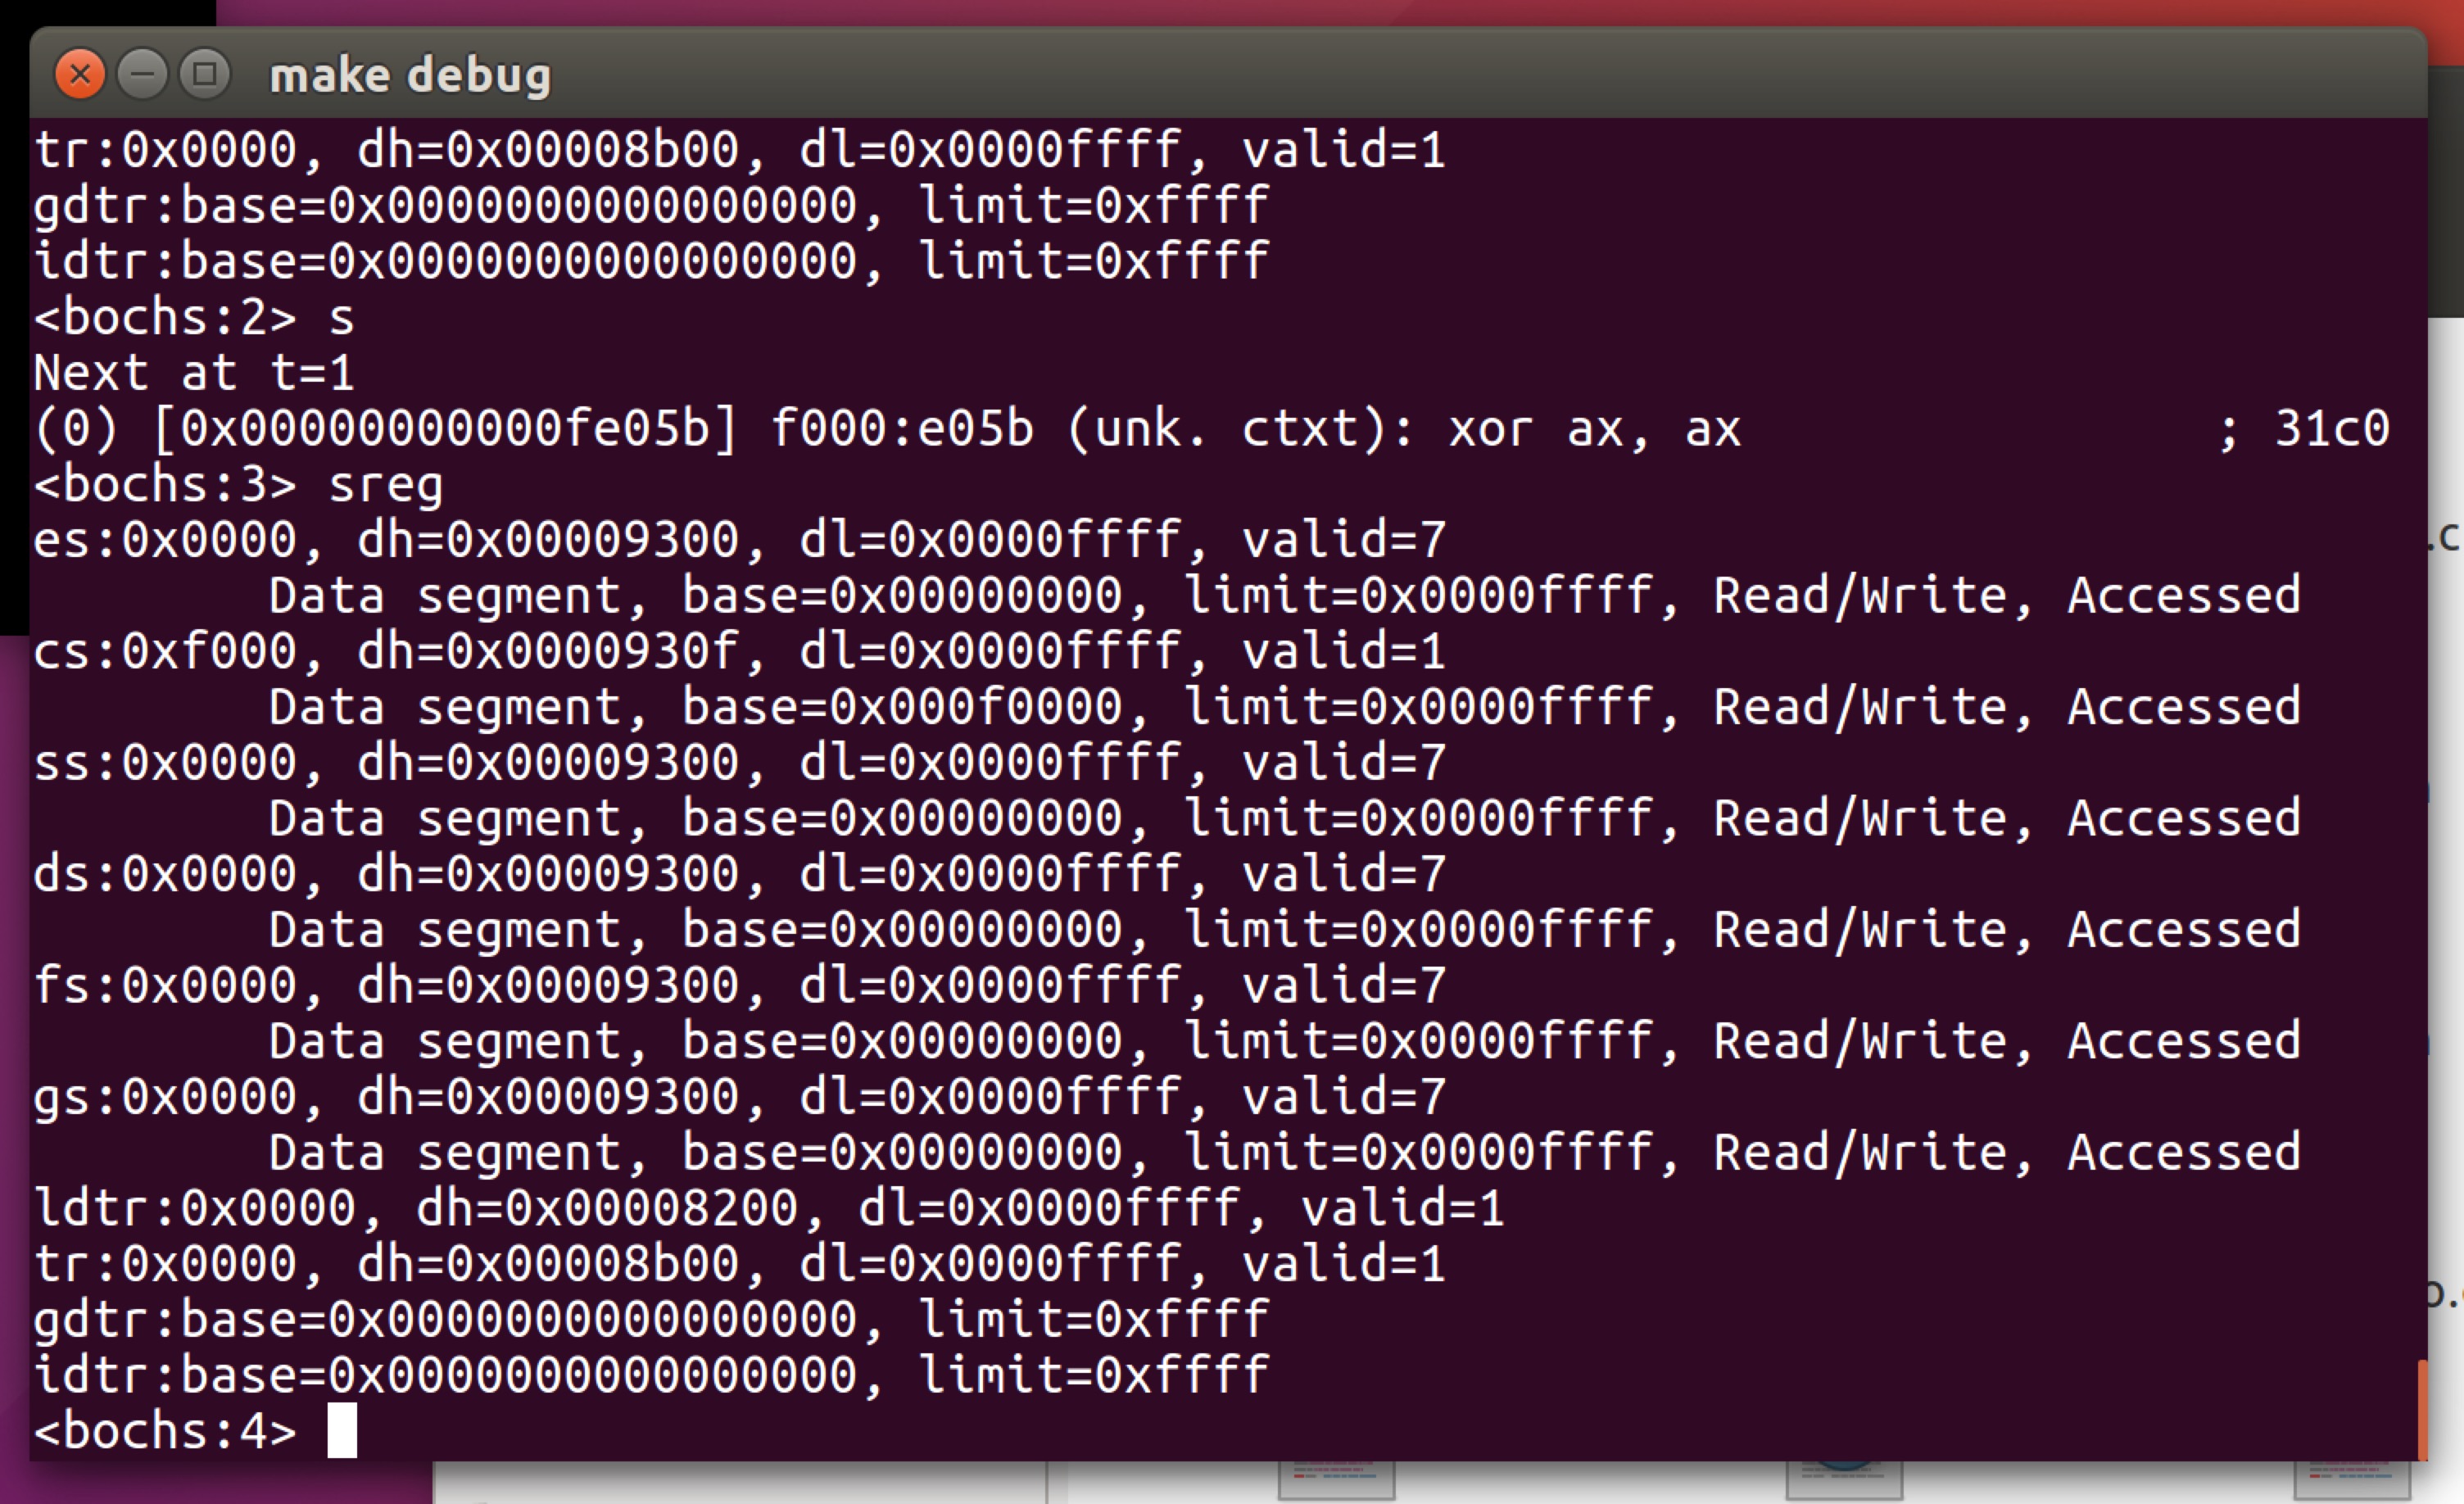 make debug
tr:0x0000, dh=0x00008b00, dl=0x0000ffff, valid=1
gdtr:base=0x0000000000000000, limit=0xffff
idtr:base=0x0000000000000000, limit=0xffff
<bochs:2> s
Next at t=1
(0) [0x00000000000fe05b] f000:e05b (unk. ctxt): xor ax, ax                ; 31c0
<bochs:3> sreg
es:0x0000, dh=0x00009300, dl=0x0000ffff, valid=7
        Data segment, base=0x00000000, limit=0x0000ffff, Read/Write, Accessed
cs:0xf000, dh=0x0000930f, dl=0x0000ffff, valid=1
        Data segment, base=0x000f0000, limit=0x0000ffff, Read/Write, Accessed
ss:0x0000, dh=0x00009300, dl=0x0000ffff, valid=7
        Data segment, base=0x00000000, limit=0x0000ffff, Read/Write, Accessed
ds:0x0000, dh=0x00009300, dl=0x0000ffff, valid=7
        Data segment, base=0x00000000, limit=0x0000ffff, Read/Write, Accessed
fs:0x0000, dh=0x00009300, dl=0x0000ffff, valid=7
        Data segment, base=0x00000000, limit=0x0000ffff, Read/Write, Accessed
gs:0x0000, dh=0x00009300, dl=0x0000ffff, valid=7
        Data segment, base=0x00000000, limit=0x0000ffff, Read/Write, Accessed
ldtr:0x0000, dh=0x00008200, dl=0x0000ffff, valid=1
tr:0x0000, dh=0x00008b00, dl=0x0000ffff, valid=1
gdtr:base=0x0000000000000000, limit=0xffff
idtr:base=0x0000000000000000, limit=0xffff
<bochs:4>